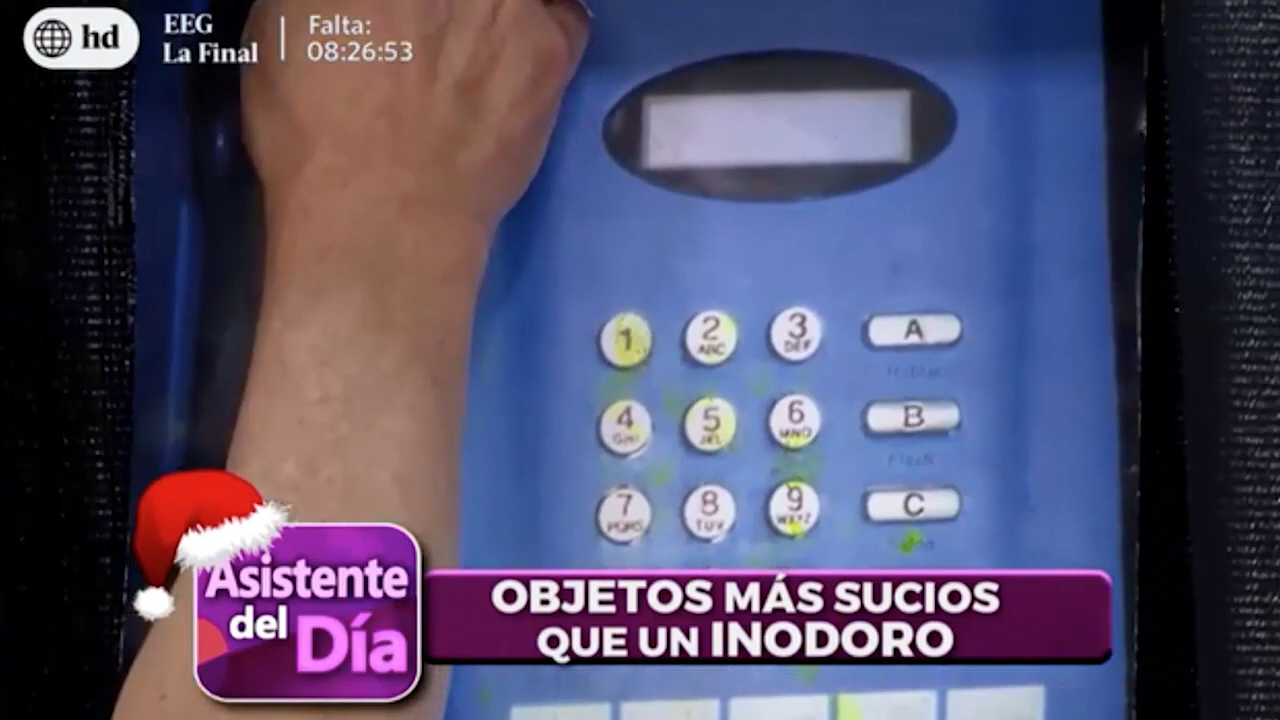 hd
EEG
La Final
Falta:
08:26:53
1
2
ABC
3
DEF
A
4
GHI
5
JKL
6
MNO
B
7
PQRS
8
TUV
9
WXYZ
C
Asistente
del
Día
OBJETOS MÁS SUCIOS
QUE UN INODORO